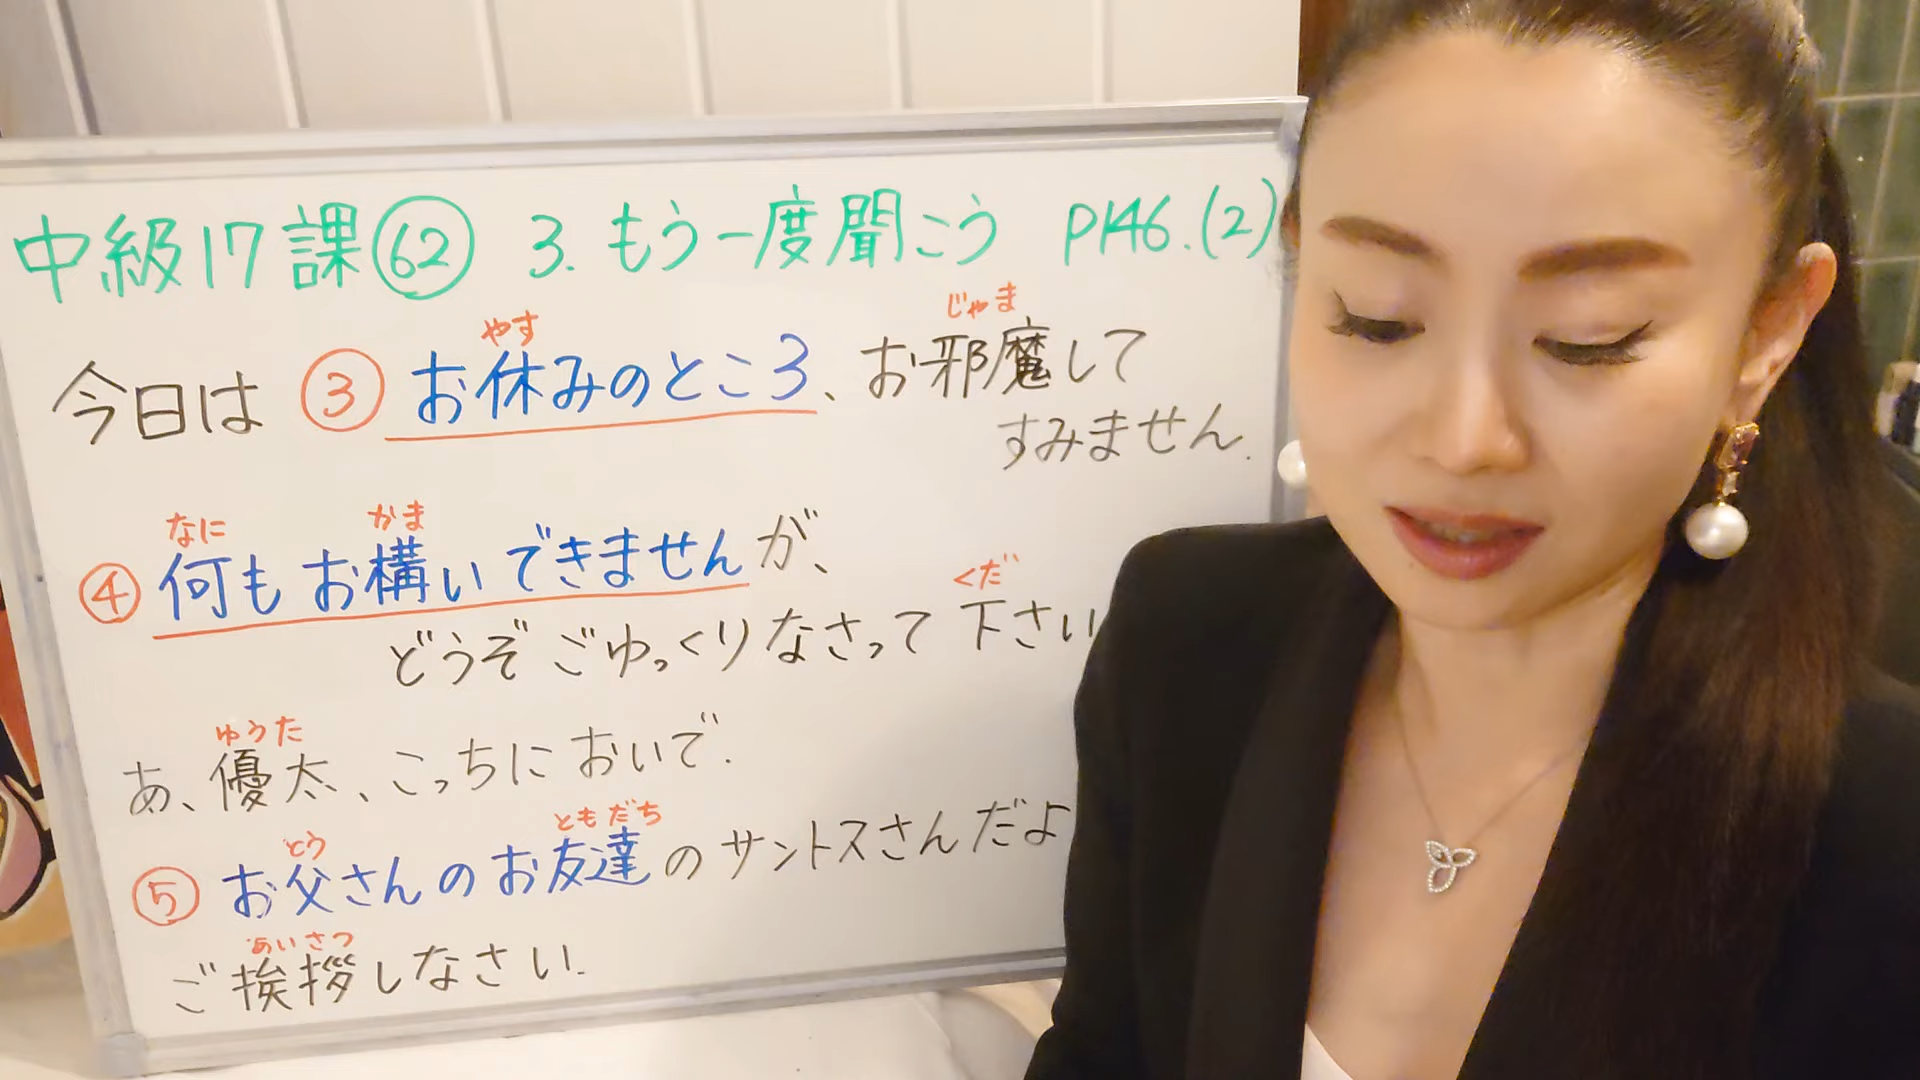 中級17課62 3.もう一度聞こう P146.(2)
やす じゃま
今日は ③お休みのところ、お邪魔して
すみません.
なに かま
④何もお構いできませんが、
くだ
どうぞごゆっくりなさって下さい
ゆうた
あ、優太、こっちにおいで.
とう ともだち
⑤お父さんのお友達のサントスさんだよ
あいさつ
ご挨拶しなさい.